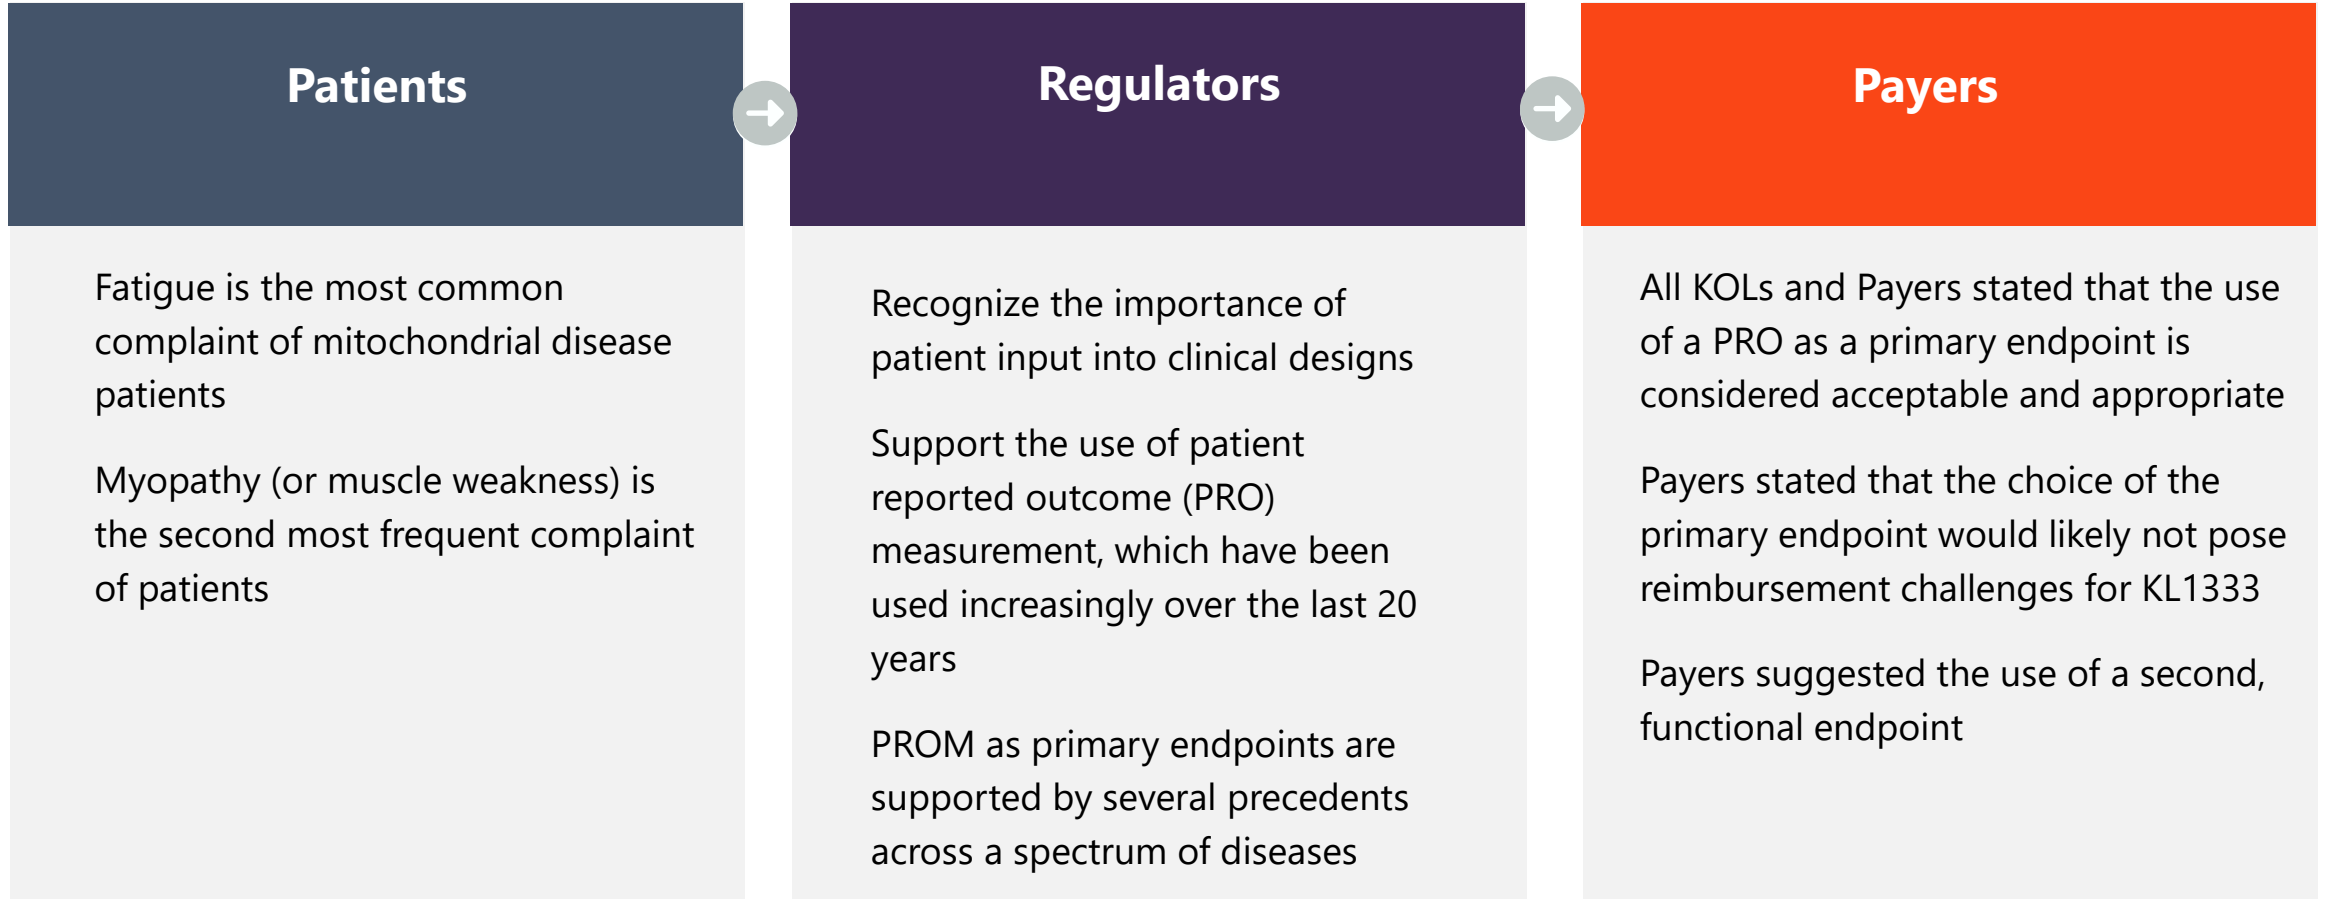 Patients
Fatigue is the most common
complaint of mitochondrial disease
patients
Myopathy (or muscle weakness) is
the second most frequent complaint
of patients
Regulators
Recognize the importance of
patient input into clinical designs
Support the use of patient
reported outcome (PRO)
measurement, which have been
used increasingly over the last 20
years
PROM as primary endpoints are
supported by several precedents
across a spectrum of diseases
Payers
All KOLs and Payers stated that the use
of a PRO as a primary endpoint is
considered acceptable and appropriate
Payers stated that the choice of the
primary endpoint would likely not pose
reimbursement challenges for KL1333
Payers suggested the use of a second,
functional endpoint